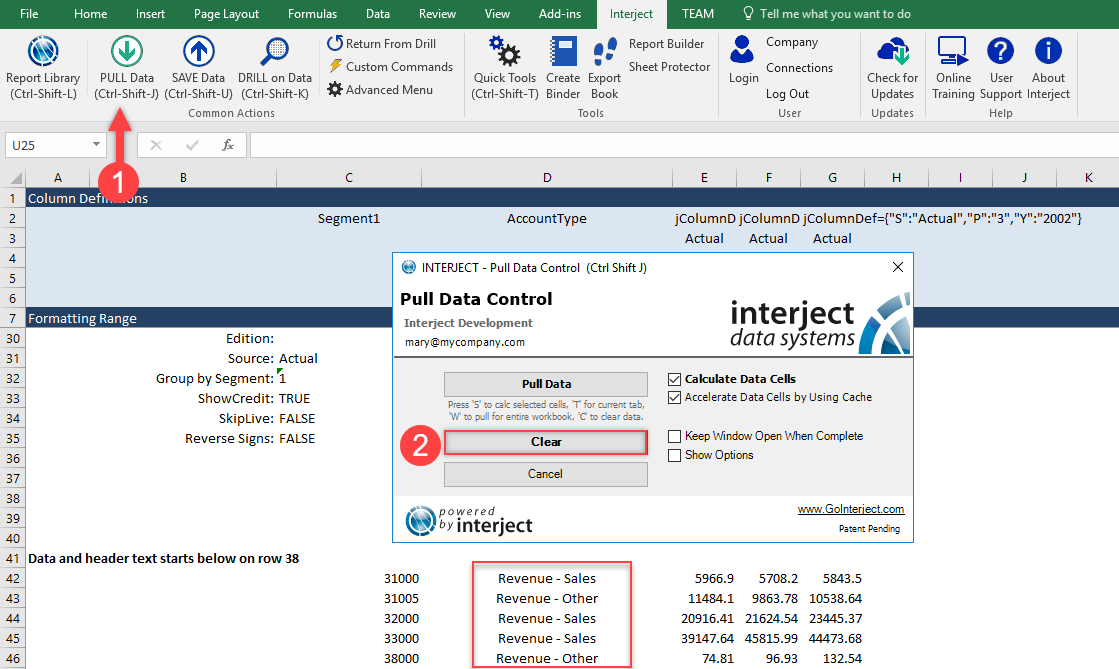 File Home Insert Page Layout Formulas Data Review View Add-ins Interject TEAM Tell me what you want to do
Report Library PULL Data SAVE Data DRILL on Data
(Ctrl-Shift-L) (Ctrl-Shift-J) (Ctrl-Shift-U) (Ctrl-Shift-K)
Return From Drill
Custom Commands
Advanced Menu
Common Actions
Quick Tools Create Export
(Ctrl-Shift-T) Binder Book
Report Builder
Sheet Protector
Tools
Login
Company
Connections
Log Out
User
Check for
Updates
Updates
Online User About
Training Support Interject
Help
U25 fx
1
A B C D E F G H I J K
1 Column Definitions
2 Segment1 AccountType jColumnD jColumnD jColumnDef={"S":"Actual","P":"3","Y":"2002"}
3 Actual Actual Actual
4
5
6
7 Formatting Range
30 Edition:
31 Source: Actual
32 Group by Segment: 1
33 ShowCredit: TRUE
34 SkipLive: FALSE
35 Reverse Signs: FALSE
36
37
38
39
40
INTERJECT - Pull Data Control (Ctrl Shift J)
Pull Data Control
Interject Development
mary@mycompany.com
interject
data systems
Pull Data
Press 'S' to calc selected cells, 'T' for current tab,
'W' to pull for entire workbook, 'C' to clear data.
2 Clear
Cancel
Calculate Data Cells
Accelerate Data Cells by Using Cache
Keep Window Open When Complete
Show Options
powered
by interject
www.GoInterject.com
Patent Pending
41 Data and header text starts below on row 38
42 31000 Revenue - Sales 5966.9 5708.2 5843.5
43 31005 Revenue - Other 11484.1 9863.78 10538.64
44 32000 Revenue - Sales 20916.41 21624.54 23445.37
45 33000 Revenue - Sales 39147.64 45815.99 44473.68
46 38000 Revenue - Other 74.81 96.93 132.54